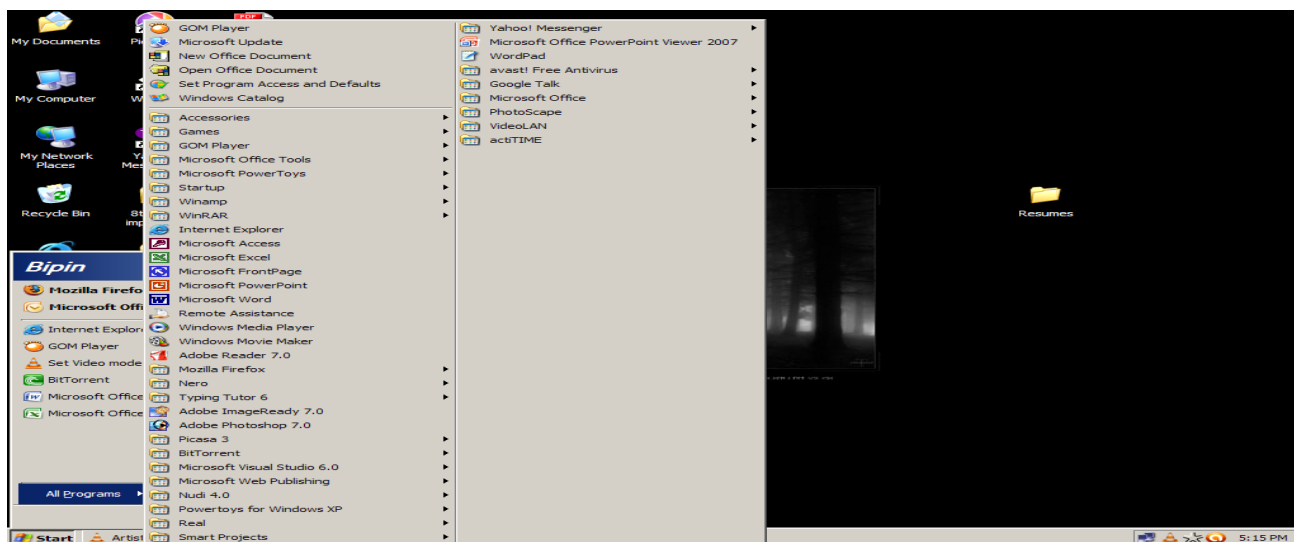 My Documents
My Computer
My Network
Places
Recycle Bin
PDF
Resumes
Bipin
Mozilla Firefo
Microsoft Offi
Internet Explor
GOM Player
Set Video mode
BitTorrent
Microsoft Office
Microsoft Office
All Programs
GOM Player
Microsoft Update
New Office Document
Open Office Document
Set Program Access and Defaults
Windows Catalog
Accessories
Games
GOM Player
Microsoft Office Tools
Microsoft PowerToys
Startup
Winamp
WinRAR
Internet Explorer
Microsoft Access
Microsoft Excel
Microsoft FrontPage
Microsoft PowerPoint
Microsoft Word
Remote Assistance
Windows Media Player
Windows Movie Maker
Adobe Reader 7.0
Mozilla Firefox
Nero
Typing Tutor 6
Adobe ImageReady 7.0
Adobe Photoshop 7.0
Picasa 3
BitTorrent
Microsoft Visual Studio 6.0
Microsoft Web Publishing
Nudi 4.0
Powertoys for Windows XP
Real
Smart Projects
Yahoo! Messenger
Microsoft Office PowerPoint Viewer 2007
WordPad
avast! Free Antivirus
Google Talk
Microsoft Office
PhotoScape
VideoLAN
actiTIME
Start
Artist
5:15 PM